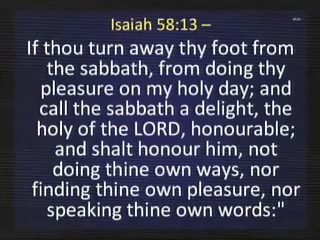 Isaiah 58:13 –
If thou turn away thy foot from
the sabbath, from doing thy
pleasure on my holy day; and
call the sabbath a delight, the
holy of the LORD, honourable;
and shalt honour him, not
doing thine own ways, nor
finding thine own pleasure, nor
speaking thine own words:"